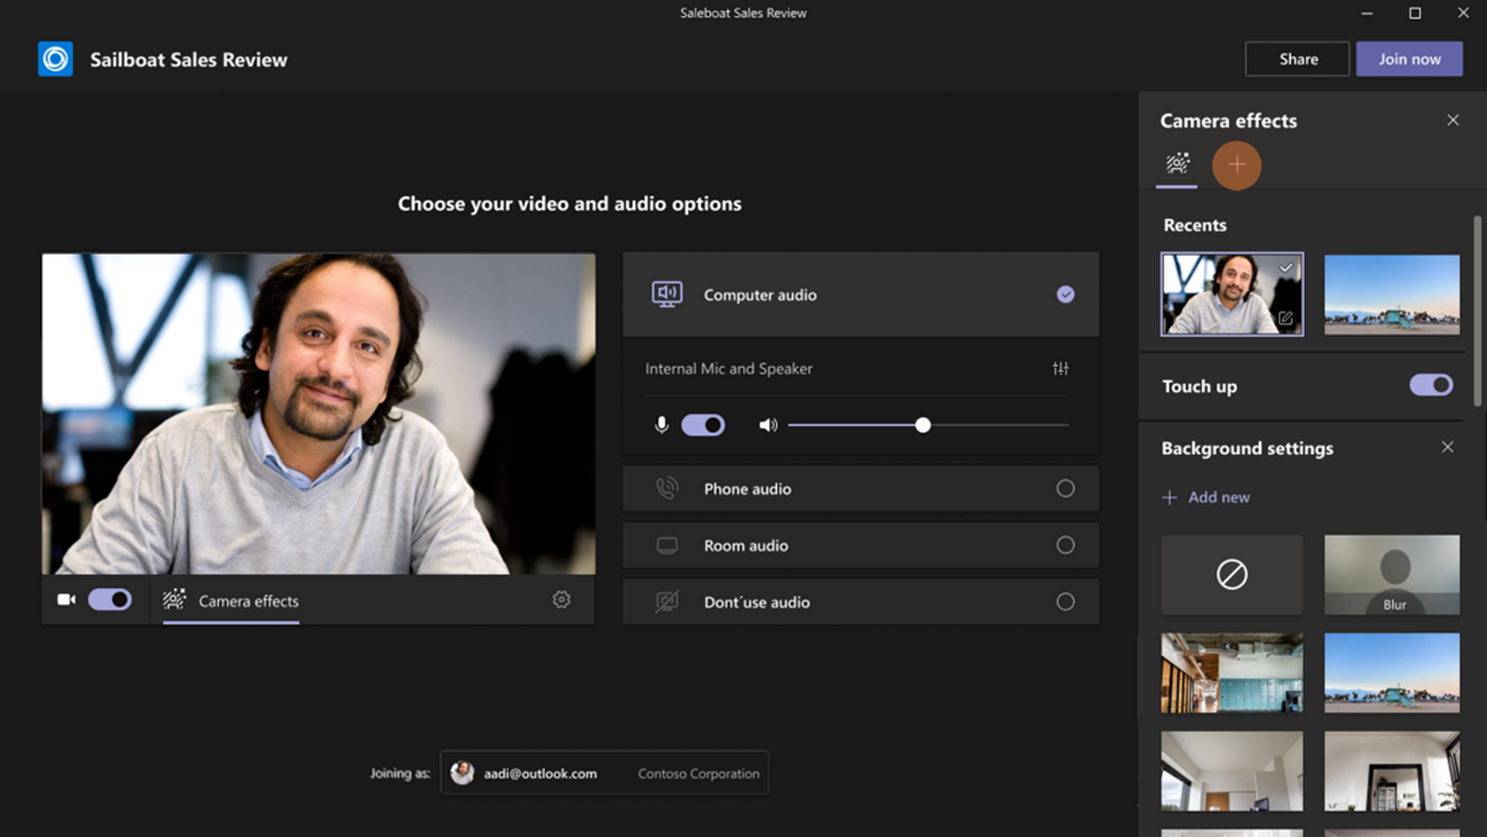 Saleboat Sales Review
Sailboat Sales Review
Share
Join now
Camera effects
Choose your video and audio options
Recents
Computer audio
Internal Mic and Speaker
Touch up
Background settings
Add new
Phone audio
Room audio
Dont´use audio
Camera effects
Blur
Joining as:
aadi@outlook.com
Contoso Corporation